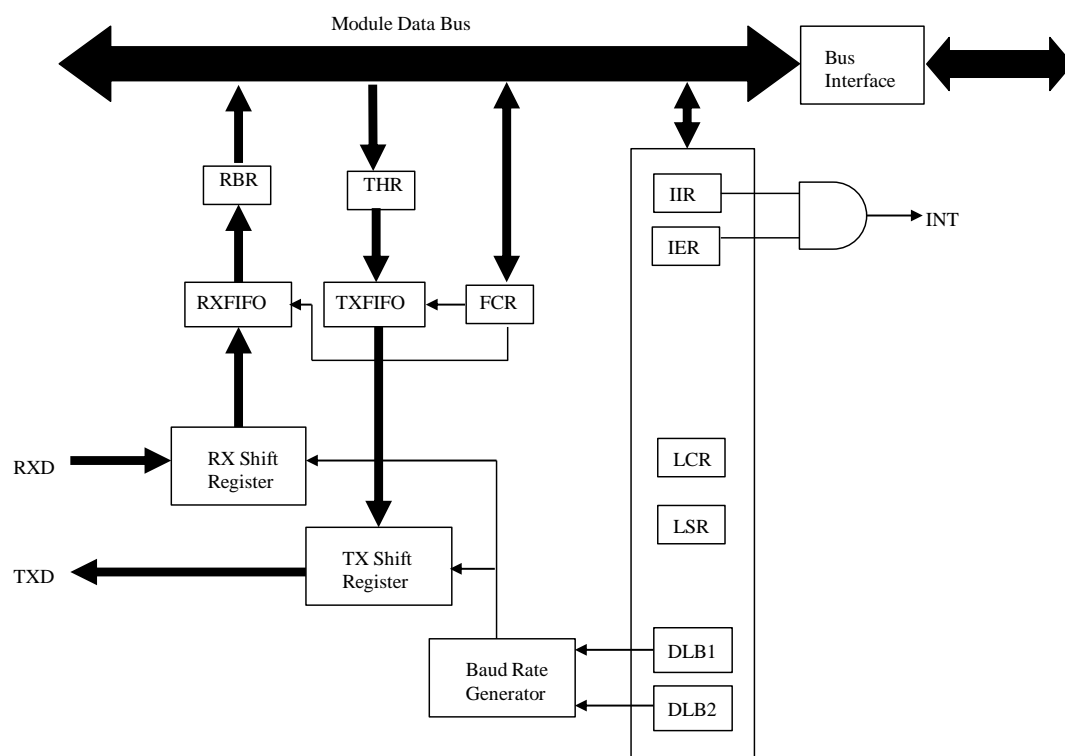 Module Data Bus
Bus
Interface
RBR
THR
IIR
INT
IER
RXFIFO
TXFIFO
FCR
RXD
RX Shift
Register
LCR
LSR
TXD
TX Shift
Register
Baud Rate
Generator
DLB1
DLB2